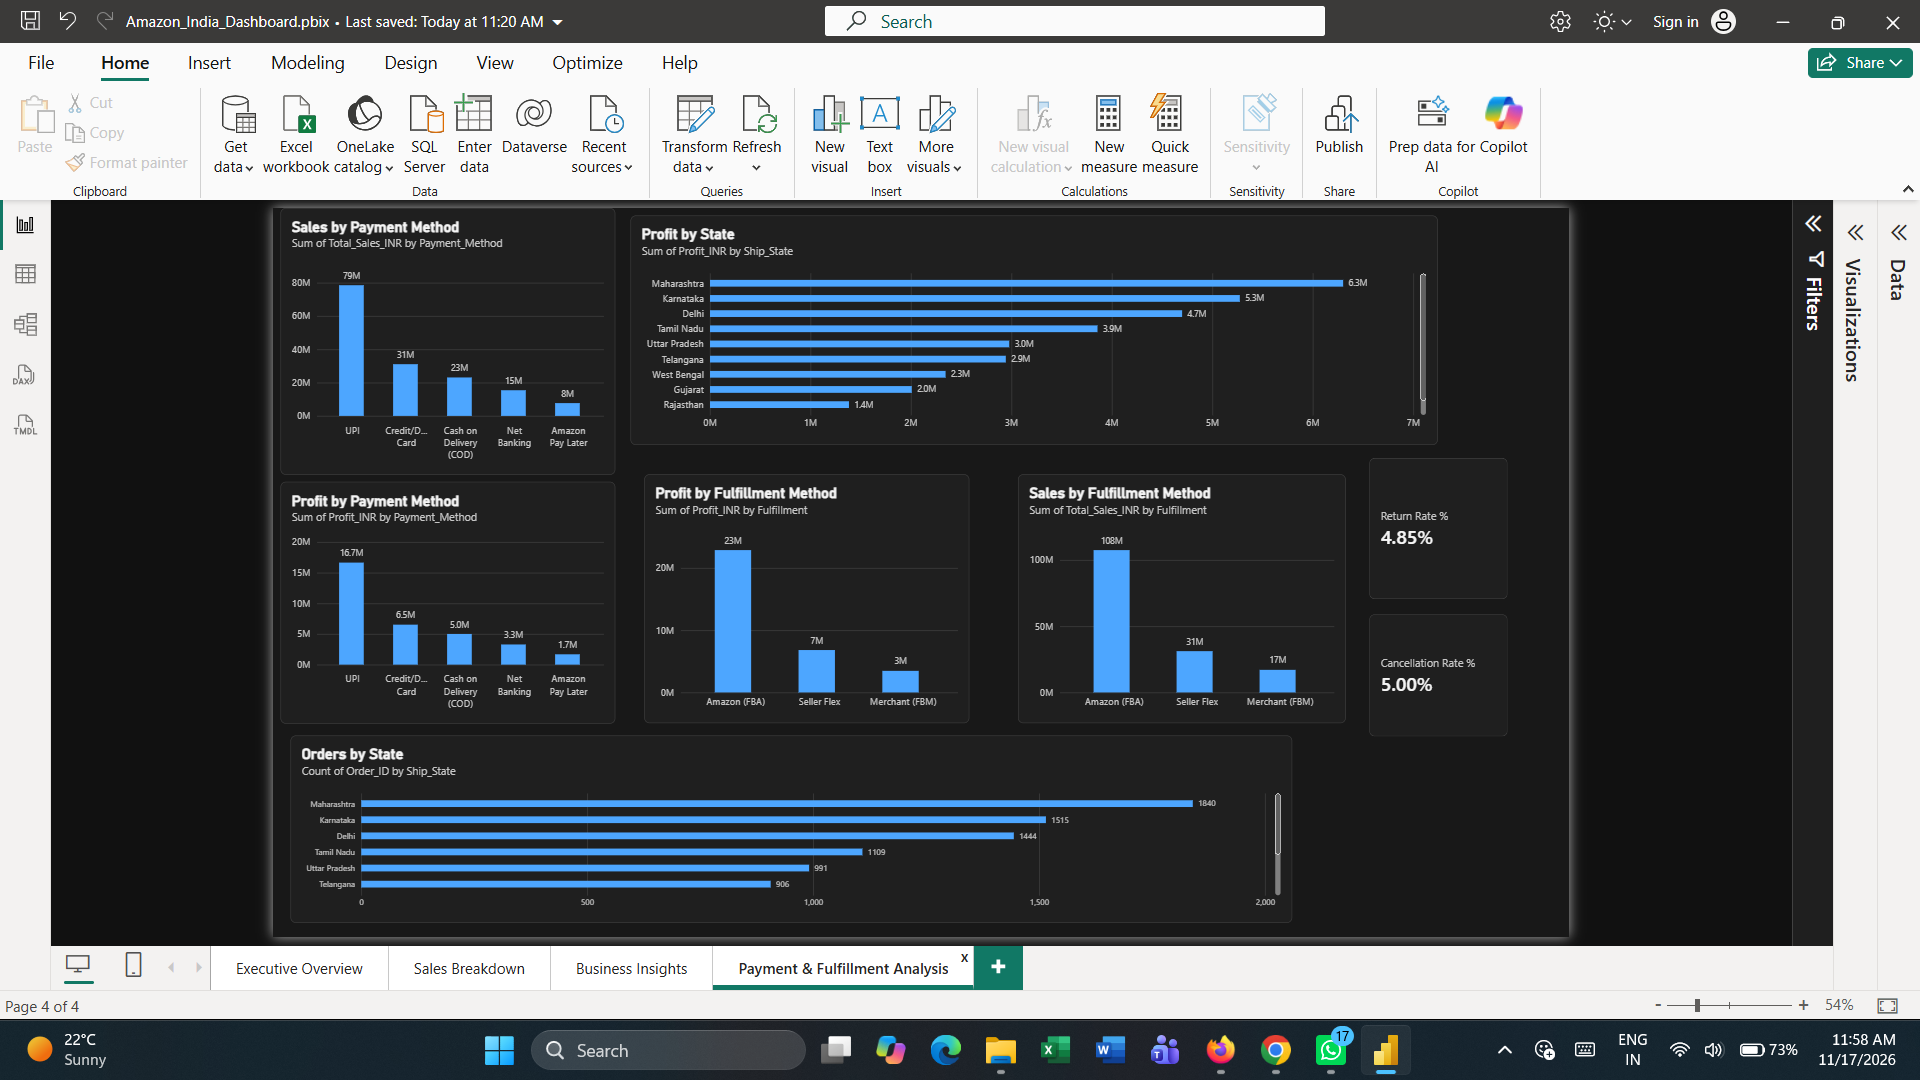 Amazon_India_Dashboard.pbix • Last saved: Today at 11:20 AM
Search
Sign in
File
Home
Insert
Modeling
Design
View
Optimize
Help
Share
Paste
Cut
Copy
Format painter
Clipboard
Get data
Excel workbook
OneLake catalog
SQL Server
Enter data
Dataverse
Recent sources
Data
Transform data
Refresh
Queries
New visual
Text box
More visuals
Insert
New visual calculation
New measure
Quick measure
Calculations
Sensitivity
Sensitivity
Publish
Share
Prep data for AI
Copilot
Copilot
DAX
TMDL
Sales by Payment Method
Sum of Total_Sales_INR by Payment_Method
80M
60M
40M
20M
0M
79M
31M
23M
15M
8M
UPI
Credit/D... Card
Cash on Delivery (COD)
Net Banking
Amazon Pay Later
Profit by State
Sum of Profit_INR by Ship_State
Maharashtra 6.3M
Karnataka 5.3M
Delhi 4.7M
Tamil Nadu 3.9M
Uttar Pradesh 3.0M
Telangana 2.9M
West Bengal 2.3M
Gujarat 2.0M
Rajasthan 1.4M
0M 1M 2M 3M 4M 5M 6M 7M
Profit by Payment Method
Sum of Profit_INR by Payment_Method
20M
15M
10M
5M
0M
16.7M
6.5M
5.0M
3.3M
1.7M
UPI
Credit/D... Card
Cash on Delivery (COD)
Net Banking
Amazon Pay Later
Profit by Fulfillment Method
Sum of Profit_INR by Fulfillment
20M
10M
0M
23M
7M
3M
Amazon (FBA)
Seller Flex
Merchant (FBM)
Sales by Fulfillment Method
Sum of Total_Sales_INR by Fulfillment
100M
50M
0M
108M
31M
17M
Amazon (FBA)
Seller Flex
Merchant (FBM)
Return Rate %
4.85%
Cancellation Rate %
5.00%
Orders by State
Count of Order_ID by Ship_State
Maharashtra 1840
Karnataka 1515
Delhi 1444
Tamil Nadu 1109
Uttar Pradesh 991
Telangana 906
0 500 1,000 1,500 2,000
Filters
Visualizations
Data
Executive Overview
Sales Breakdown
Business Insights
Payment & Fulfillment Analysis
x
+
Page 4 of 4
- + 54%
22°C
Sunny
Search
17
ENG
IN
73%
11:58 AM
11/17/2026